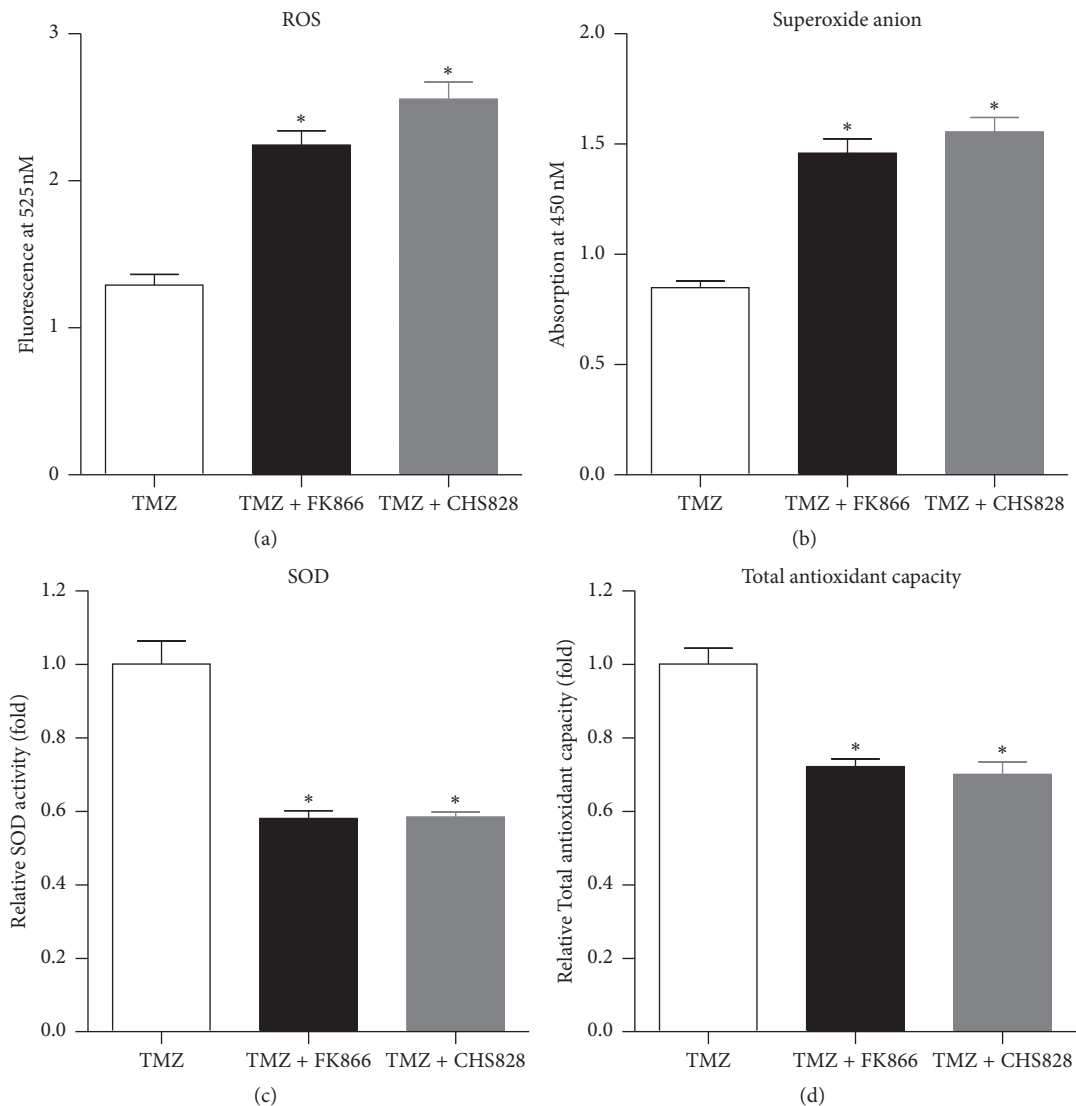 ROS
Fluorescence at 525 nM
3
2
1
0
*
*
TMZ
TMZ + FK866
TMZ + CHS828
(a)
Superoxide anion
Absorption at 450 nM
2.0
1.5
1.0
0.5
0.0
*
*
TMZ
TMZ + FK866
TMZ + CHS828
(b)
SOD
Relative SOD activity (fold)
1.2
1.0
0.8
0.6
0.4
0.2
0.0
*
*
TMZ
TMZ + FK866
TMZ + CHS828
(c)
Total antioxidant capacity
Relative Total antioxidant capacity (fold)
1.2
1.0
0.8
0.6
0.4
0.2
0.0
*
*
TMZ
TMZ + FK866
TMZ + CHS828
(d)